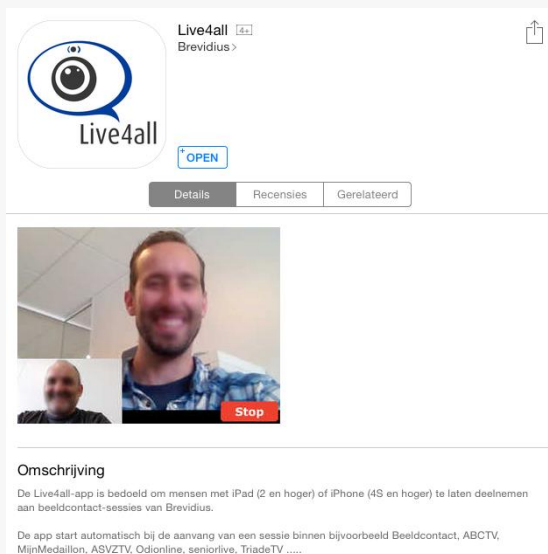 Live4all 4+
Brevidius >
Live4all
+ OPEN
Details Recensies Gerelateerd
Stop
Omschrijving
De Live4all-app is bedoeld om mensen met iPad (2 en hoger) of iPhone (4S en hoger) te laten deelnemen
aan beeldcontact-sessies van Brevidius.
De app start automatisch bij de aanvang van een sessie binnen bijvoorbeeld Beeldcontact, ABCTV,
MijnMedaillon, ASVZTV, Odionline, seniorlive, TriadeTV .....